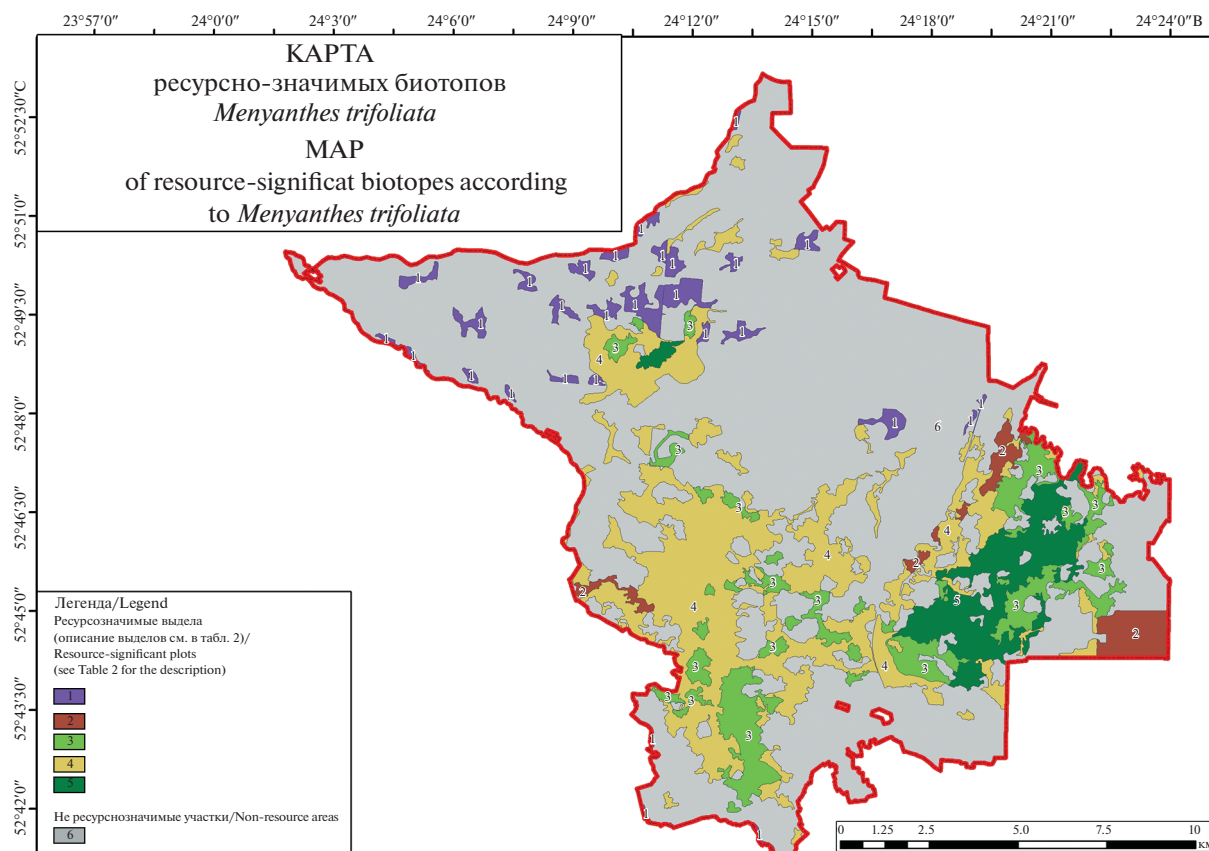 23°57′0″ 24°0′0″ 24°3′0″ 24°6′0″ 24°9′0″ 24°12′0″ 24°15′0″ 24°18′0″ 24°21′0″ 24°24′0″В
КАРТА
ресурсно-значимых биотопов
Menyanthes trifoliata
MAP
of resource-significat biotopes according
to Menyanthes trifoliata
52°52′30″С
52°51′0″
52°49′30″
52°48′0″
52°46′30″
52°45′0″
52°43′30″
52°42′0″
Легенда/Legend
Ресурсозначимые выдела
(описание выделов см. в табл. 2)/
Resource-significant plots
(see Table 2 for the description)
1
2
3
4
5
Не ресурснозначимые участки/Non-resource areas
6
0 1.25 2.5 5.0 7.5 10
км